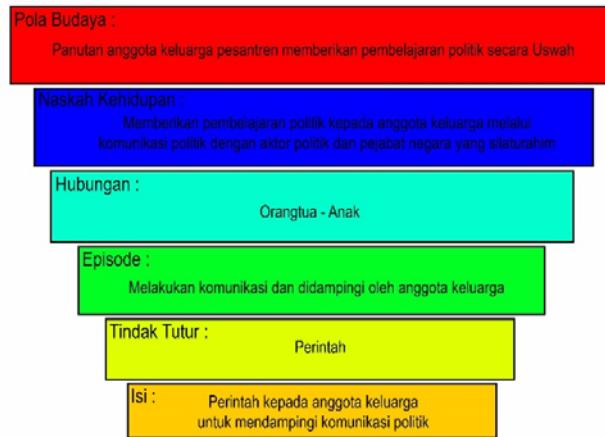 Pola Budaya :
Panutan anggota keluarga pesantren memberikan pembelajaran politik secara Uswah
Naskah Kehidupan :
Memberikan pembelajaran politik kepada anggota keluarga melalui
komunikasi politik dengan aktor politik dan pejabat negara yang silaturahim
Hubungan :
Orangtua - Anak
Episode :
Melakukan komunikasi dan didampingi oleh anggota keluarga
Tindak Tutur :
Perintah
Isi :
Perintah kepada anggota keluarga
untuk mendampingi komunikasi politik